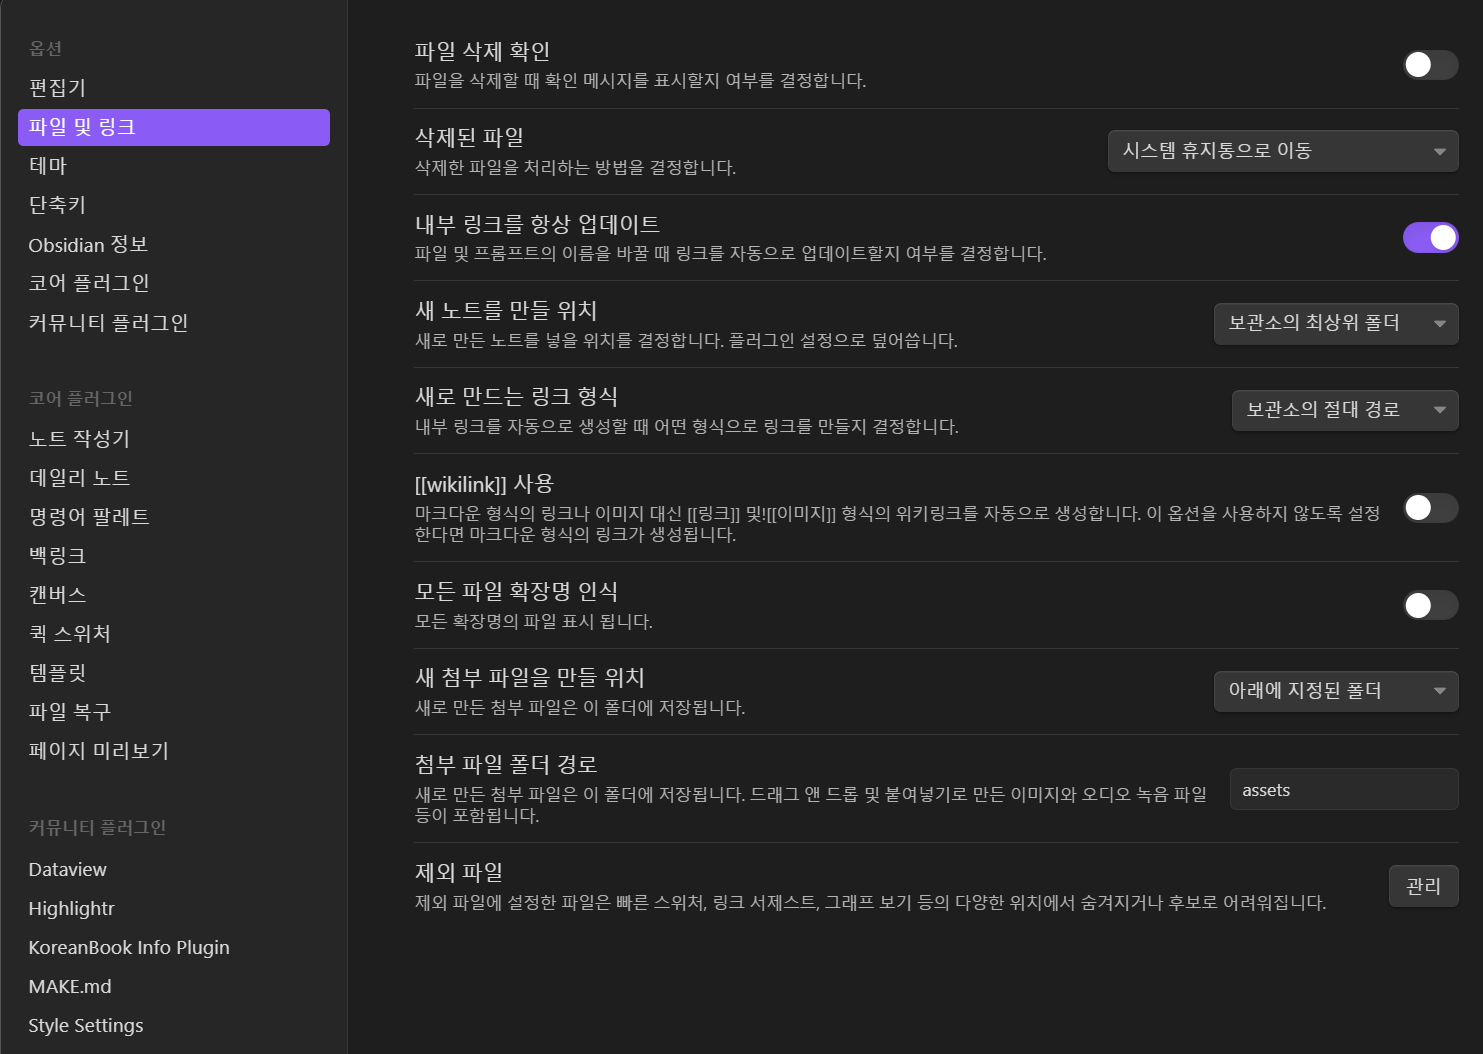 옵션
편집기
파일 및 링크
테마
단축키
Obsidian 정보
코어 플러그인
커뮤니티 플러그인
코어 플러그인
노트 작성기
데일리 노트
명령어 팔레트
백링크
캔버스
퀵 스위처
템플릿
파일 복구
페이지 미리보기
커뮤니티 플러그인
Dataview
Highlightr
KoreanBook Info Plugin
MAKE.md
Style Settings
파일 삭제 확인
파일을 삭제할 때 확인 메시지를 표시할지 여부를 결정합니다.
삭제된 파일
삭제한 파일을 처리하는 방법을 결정합니다.
시스템 휴지통으로 이동
내부 링크를 항상 업데이트
파일 및 프롬프트의 이름을 바꿀 때 링크를 자동으로 업데이트할지 여부를 결정합니다.
새 노트를 만들 위치
새로 만든 노트를 넣을 위치를 결정합니다. 플러그인 설정으로 덮어씁니다.
보관소의 최상위 폴더
새로 만드는 링크 형식
내부 링크를 자동으로 생성할 때 어떤 형식으로 링크를 만들지 결정합니다.
보관소의 절대 경로
[[wikilink]] 사용
마크다운 형식의 링크나 이미지 대신 [[링크]] 및![[이미지]] 형식의 위키링크를 자동으로 생성합니다. 이 옵션을 사용하지 않도록 설정
한다면 마크다운 형식의 링크가 생성됩니다.
모든 파일 확장명 인식
모든 확장명의 파일 표시 됩니다.
새 첨부 파일을 만들 위치
새로 만든 첨부 파일은 이 폴더에 저장됩니다.
아래에 지정된 폴더
첨부 파일 폴더 경로
새로 만든 첨부 파일은 이 폴더에 저장됩니다. 드래그 앤 드롭 및 붙여넣기로 만든 이미지와 오디오 녹음 파일
등이 포함됩니다.
assets
제외 파일
제외 파일에 설정한 파일은 빠른 스위처, 링크 서제스트, 그래프 보기 등의 다양한 위치에서 숨겨지거나 후보로 어려워집니다.
관리